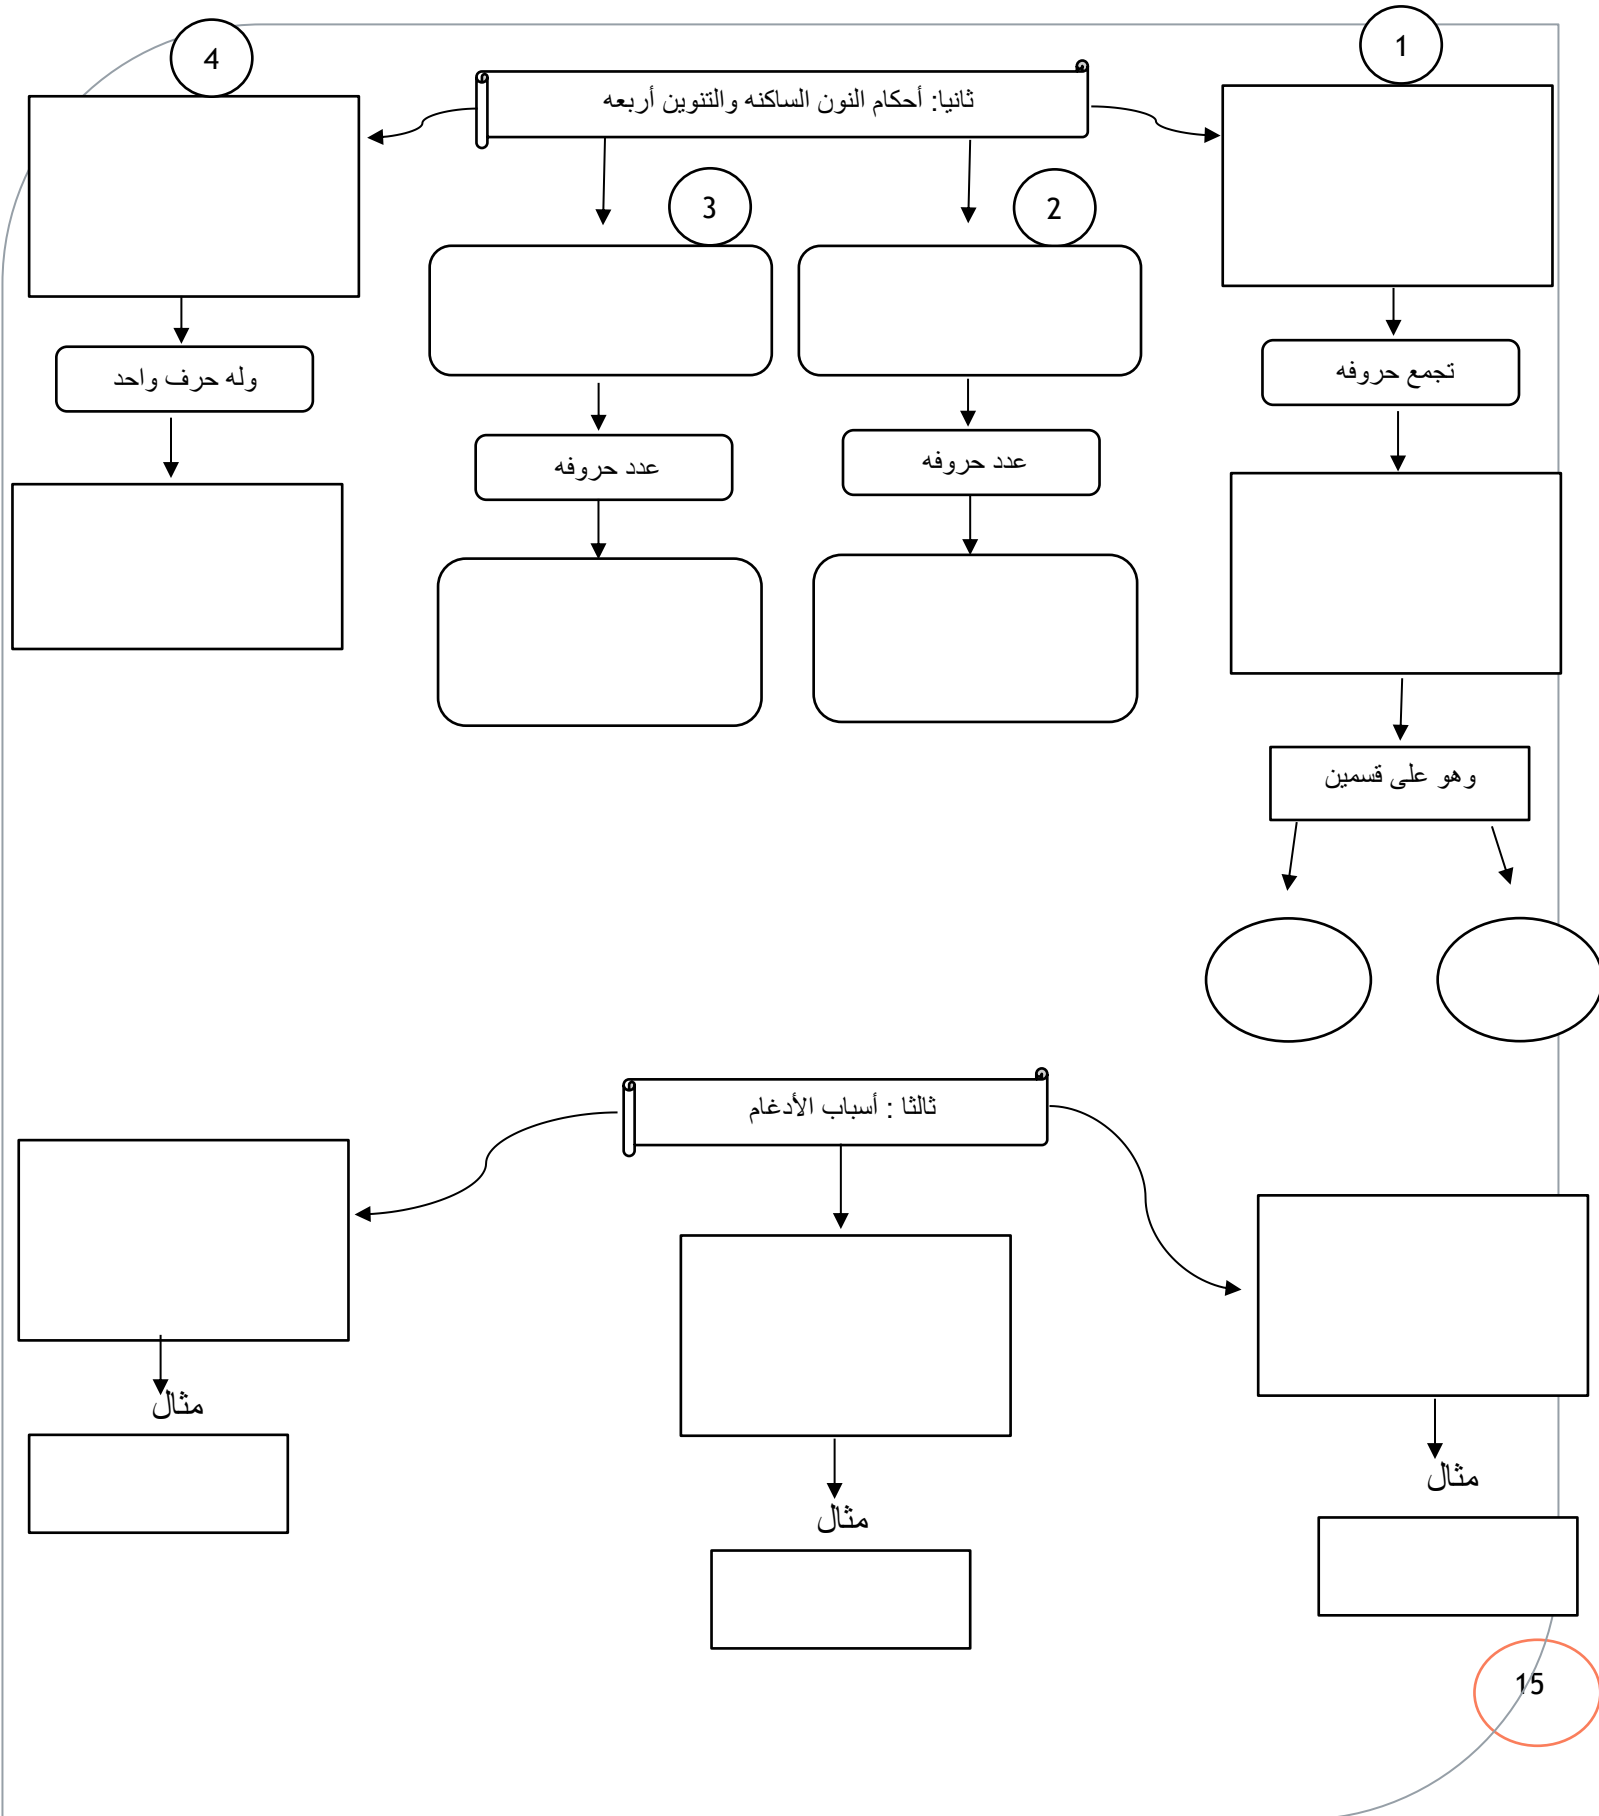 1
4
ثانيا: أحكام النون الساكنه والتنوين أربعه
2
3
تجمع حروفه
عدد حروفه
عدد حروفه
وله حرف واحد
وهو على قسمين
ثالثا : أسباب الأدغام
مثال
مثال
مثال
15